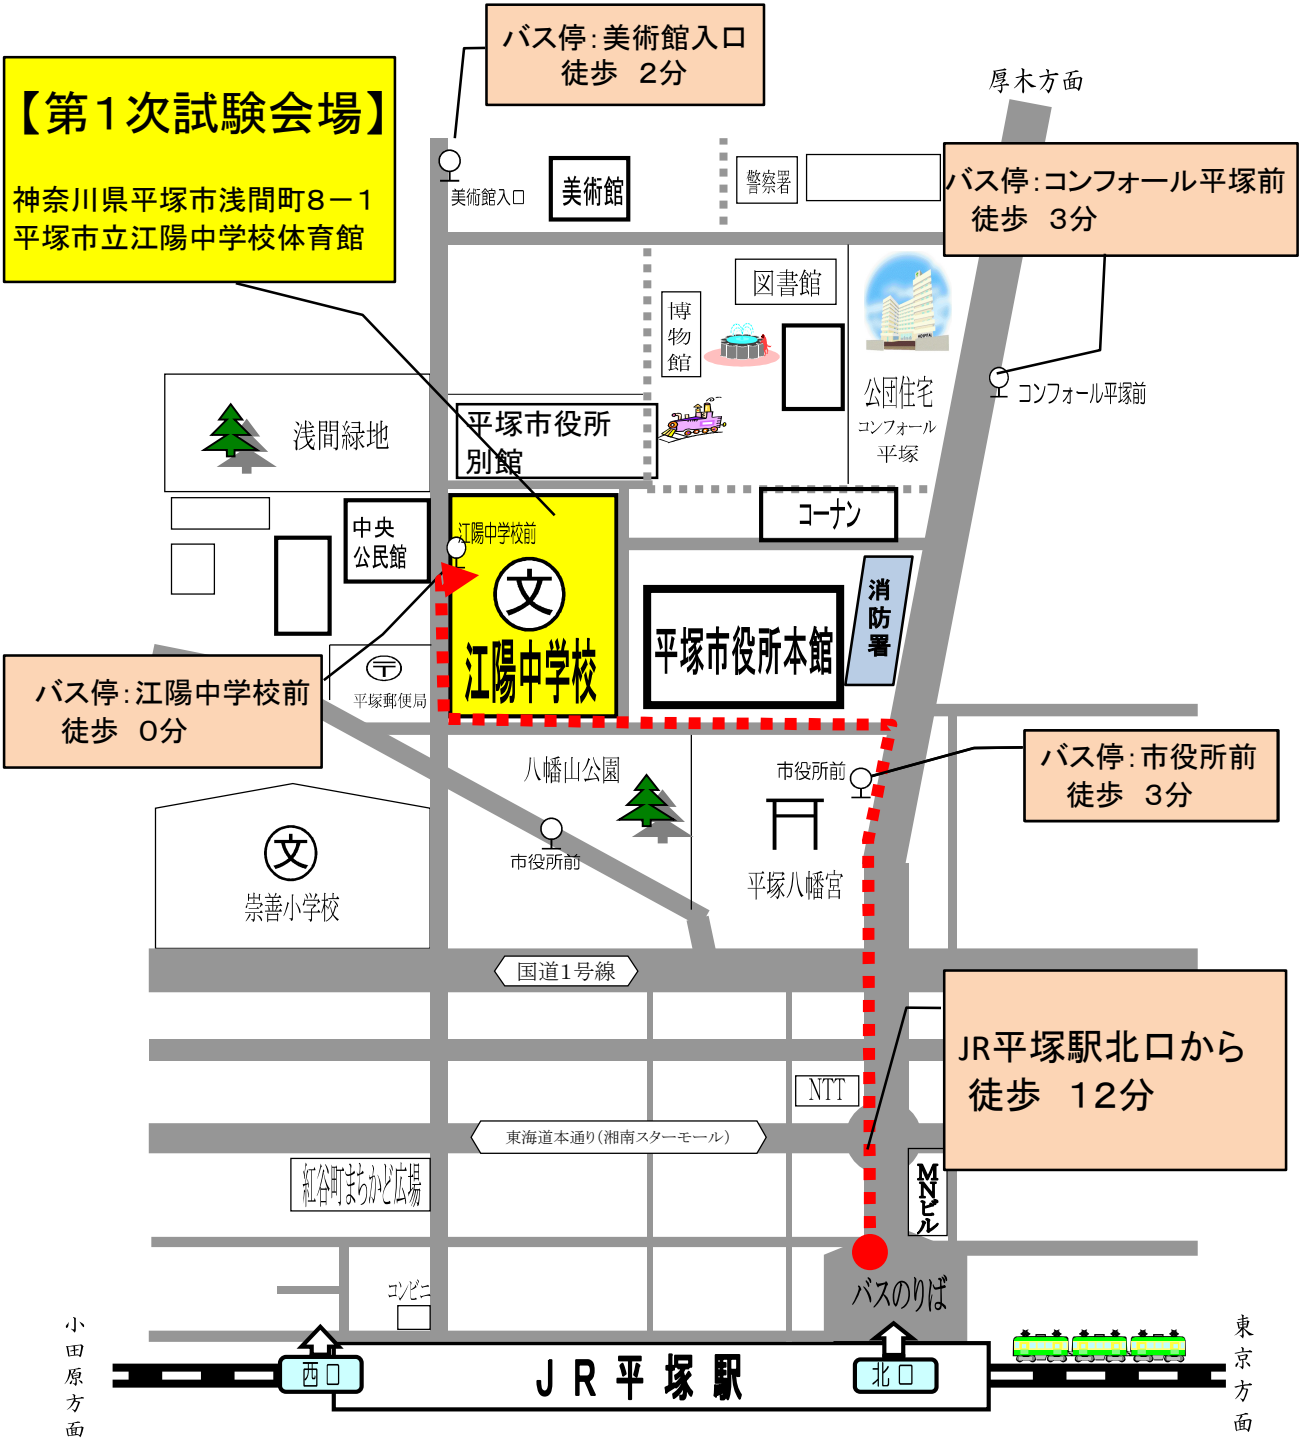 バス停：美術館入口
徒歩　2分
厚木方面
【第１次試験会場】
神奈川県平塚市浅間町８－１
平塚市立江陽中学校体育館
美術館入口
美術館
警察署
バス停：コンフォール平塚前
徒歩　3分
図書館
博物館
公団住宅
コンフォール
平塚
コンフォール平塚前
浅間緑地
平塚市役所
別館
コーナン
中央
公民館
江陽中学校前
文
江陽中学校
平塚市役所本館
消防署
バス停：江陽中学校前
徒歩　0分
〒
平塚郵便局
八幡山公園
市役所前
バス停：市役所前
徒歩　3分
市役所前
文
崇善小学校
平塚八幡宮
国道１号線
JR平塚駅北口から
徒歩　１２分
NTT
東海道本通り（湘南スターモール）
紅谷町まちかど広場
MNビル
コンビニ
バスのりば
小田原方面
西口
JR平塚駅
北口
東京方面
HOSPITAL